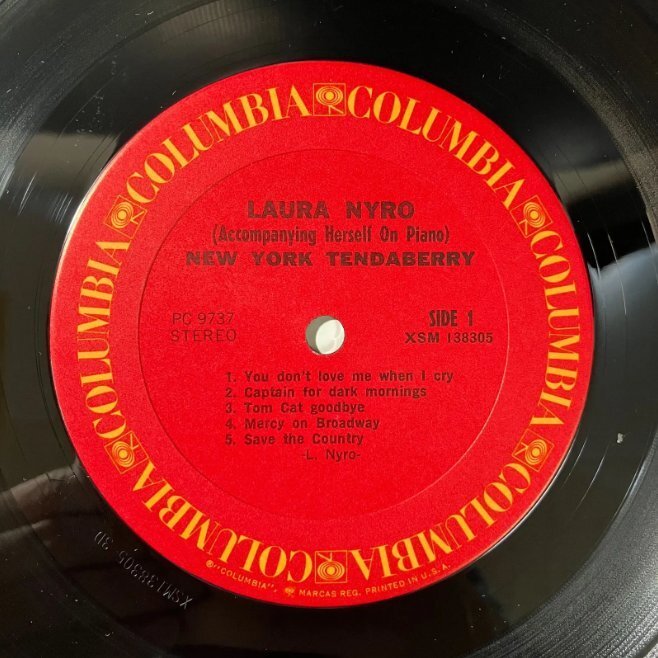 COLUMBIA COLUMBIA COLUMBIA COLUMBIA COLUMBIA COLUMBIA
LAURA NYRO
(Accompanying Herself On Piano)
NEW YORK TENDABERRY
PC 9737
STEREO
SIDE 1
XSM 138305
1. You don't love me when I cry
2. Captain for dark mornings
3. Tom Cat goodbye
4. Mercy on Broadway
5. Save the Country
-L. Nyro-
®"COLUMBIA", MARCAS REG. PRINTED IN U.S.A.
XSM138305-3D